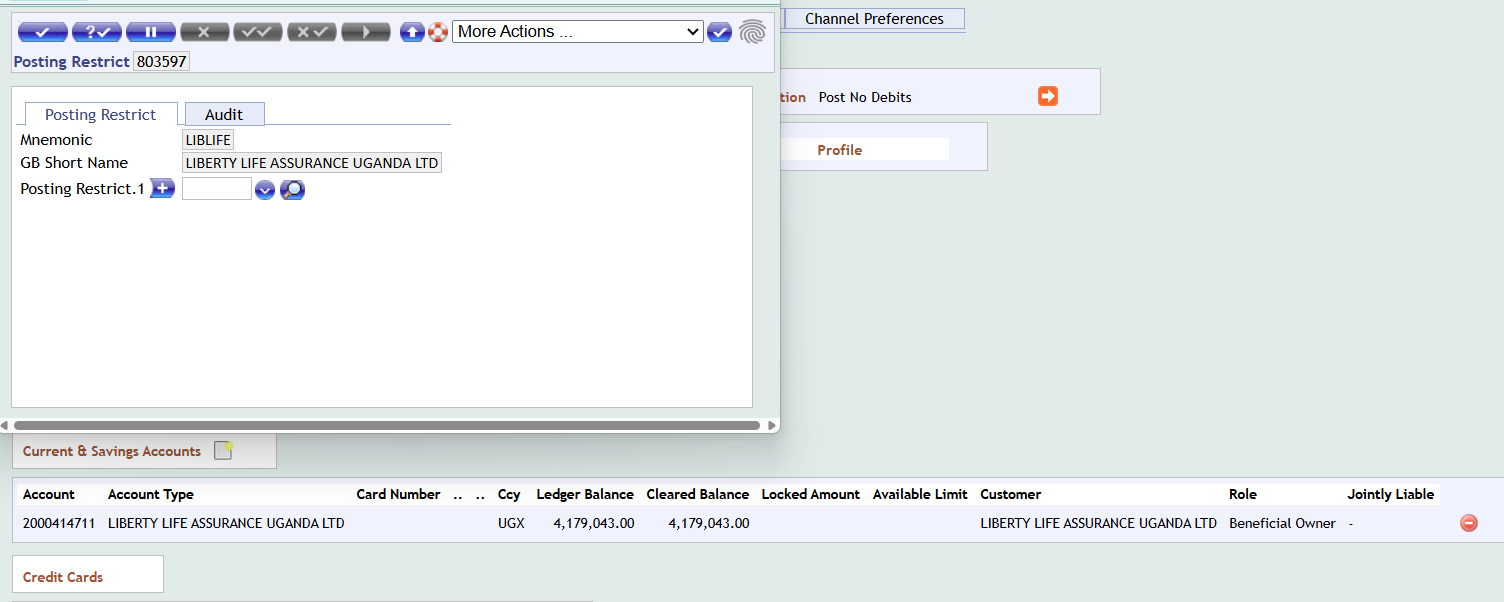 More Actions ...
Posting Restrict 803597
Channel Preferences
tion Post No Debits
Profile
Posting Restrict Audit
Mnemonic LIBLIFE
GB Short Name LIBERTY LIFE ASSURANCE UGANDA LTD
Posting Restrict.1
Current & Savings Accounts
Account Account Type Card Number .. .. Ccy Ledger Balance Cleared Balance Locked Amount Available Limit Customer Role Jointly Liable
2000414711 LIBERTY LIFE ASSURANCE UGANDA LTD UGX 4,179,043.00 4,179,043.00 LIBERTY LIFE ASSURANCE UGANDA LTD Beneficial Owner -
Credit Cards